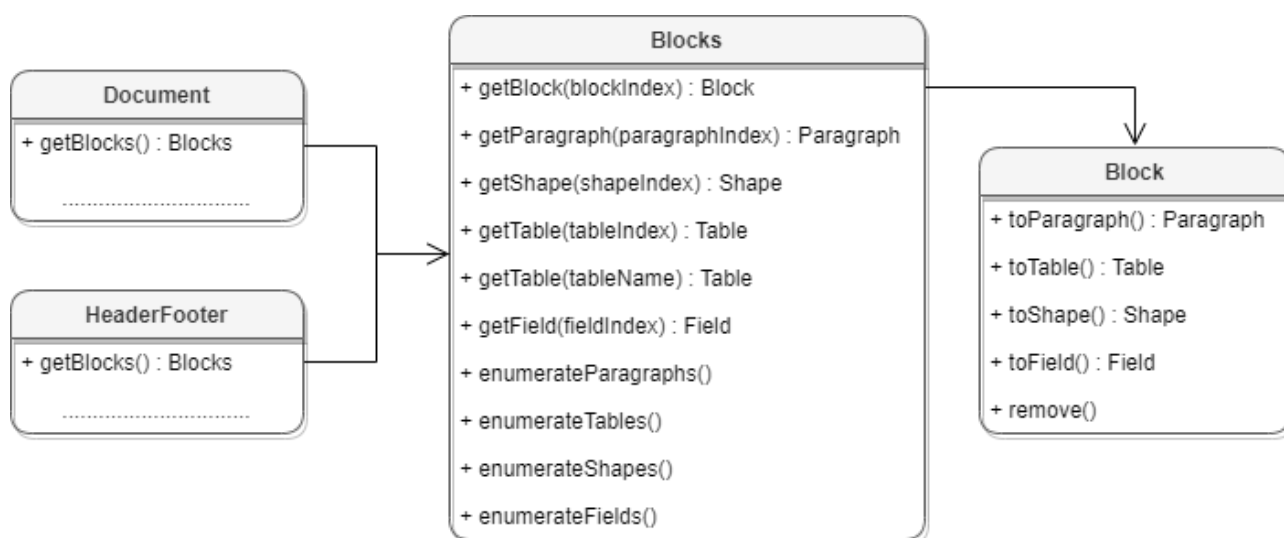 Document
+ getBlocks() : Blocks
HeaderFooter
+ getBlocks() : Blocks
Blocks
+ getBlock(blockIndex) : Block
+ getParagraph(paragraphIndex) : Paragraph
+ getShape(shapeIndex) : Shape
+ getTable(tableIndex) : Table
+ getTable(tableName) : Table
+ getField(fieldIndex) : Field
+ enumerateParagraphs()
+ enumerateTables()
+ enumerateShapes()
+ enumerateFields()
Block
+ toParagraph() : Paragraph
+ toTable() : Table
+ toShape() : Shape
+ toField() : Field
+ remove()